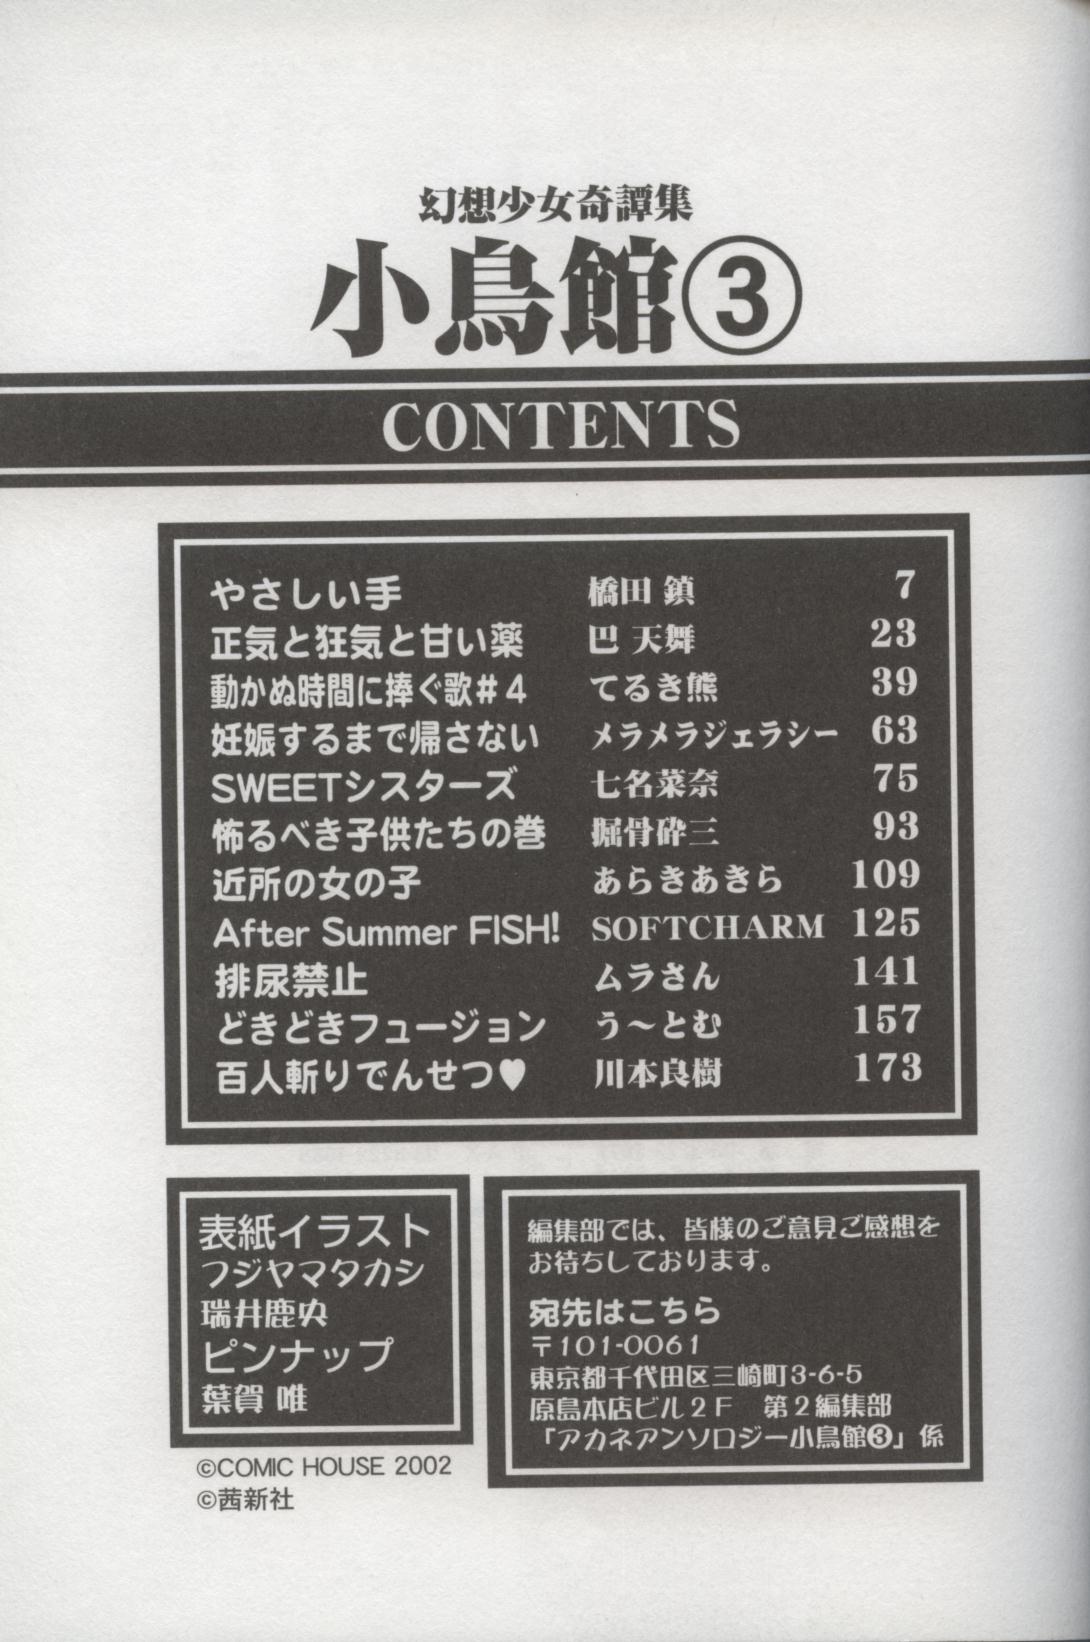 幻想少女奇譚集
小鳥館③
CONTENTS
やさしい手 橋田 鎮 7
正気と狂気と甘い薬 巴 天舞 23
動かぬ時間に捧ぐ歌＃4 てるき熊 39
妊娠するまで帰さない メラメラジェラシー 63
SWEETシスターズ 七名菜奈 75
怖るべき子供たちの巻 掘骨砕三 93
近所の女の子 あらきあきら 109
After Summer FISH! SOFTCHARM 125
排尿禁止 ムラさん 141
どきどきフュージョン う～とむ 157
百人斬りでんせつ♥ 川本良樹 173
表紙イラスト
フジヤマタカシ
瑞井鹿央
ピンナップ
葉賀 唯
©COMIC HOUSE 2002
©茜新社
編集部では、皆様のご意見ご感想を
お待ちしております。
宛先はこちら
〒101-0061
東京都千代田区三崎町3-6-5
原島本店ビル2F 第2編集部
「アカネアンソロジー小鳥館❸」係